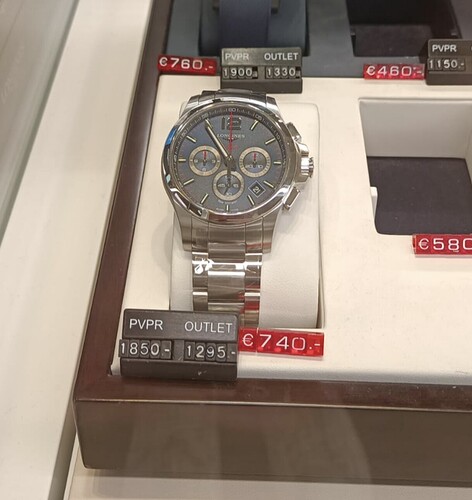 €760.-
PVPR OUTLET
1900 1330
€460.-
PVPR
1150.-
LONGINES
€580
PVPR OUTLET
1850- 1295.-
€740.-